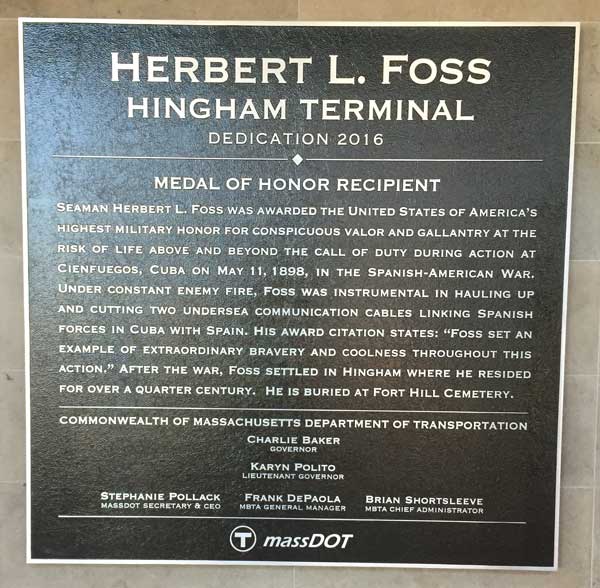 HERBERT L. FOSS
HINGHAM TERMINAL
DEDICATION 2016
MEDAL OF HONOR RECIPIENT
SEAMAN HERBERT L. FOSS WAS AWARDED THE UNITED STATES OF AMERICA'S
HIGHEST MILITARY HONOR FOR CONSPICUOUS VALOR AND GALLANTRY AT THE
RISK OF LIFE ABOVE AND BEYOND THE CALL OF DUTY DURING ACTION AT
CIENFUEGOS, CUBA ON MAY 11, 1898, IN THE SPANISH-AMERICAN WAR.
UNDER CONSTANT ENEMY FIRE, FOSS WAS INSTRUMENTAL IN HAULING UP
AND CUTTING TWO UNDERSEA COMMUNICATION CABLES LINKING SPANISH
FORCES IN CUBA WITH SPAIN. HIS AWARD CITATION STATES: "FOSS SET AN
EXAMPLE OF EXTRAORDINARY BRAVERY AND COOLNESS THROUGHOUT THIS
ACTION." AFTER THE WAR, FOSS SETTLED IN HINGHAM WHERE HE RESIDED
FOR OVER A QUARTER CENTURY. HE IS BURIED AT FORT HILL CEMETERY.
COMMONWEALTH OF MASSACHUSETTS DEPARTMENT OF TRANSPORTATION
CHARLIE BAKER
GOVERNOR
KARYN POLITO
LIEUTENANT GOVERNOR
STEPHANIE POLLACK FRANK DEPAOLA BRIAN SHORTSLEEVE
MASSDOT SECRETARY & CEO MBTA GENERAL MANAGER MBTA CHIEF ADMINISTRATOR
T massDOT